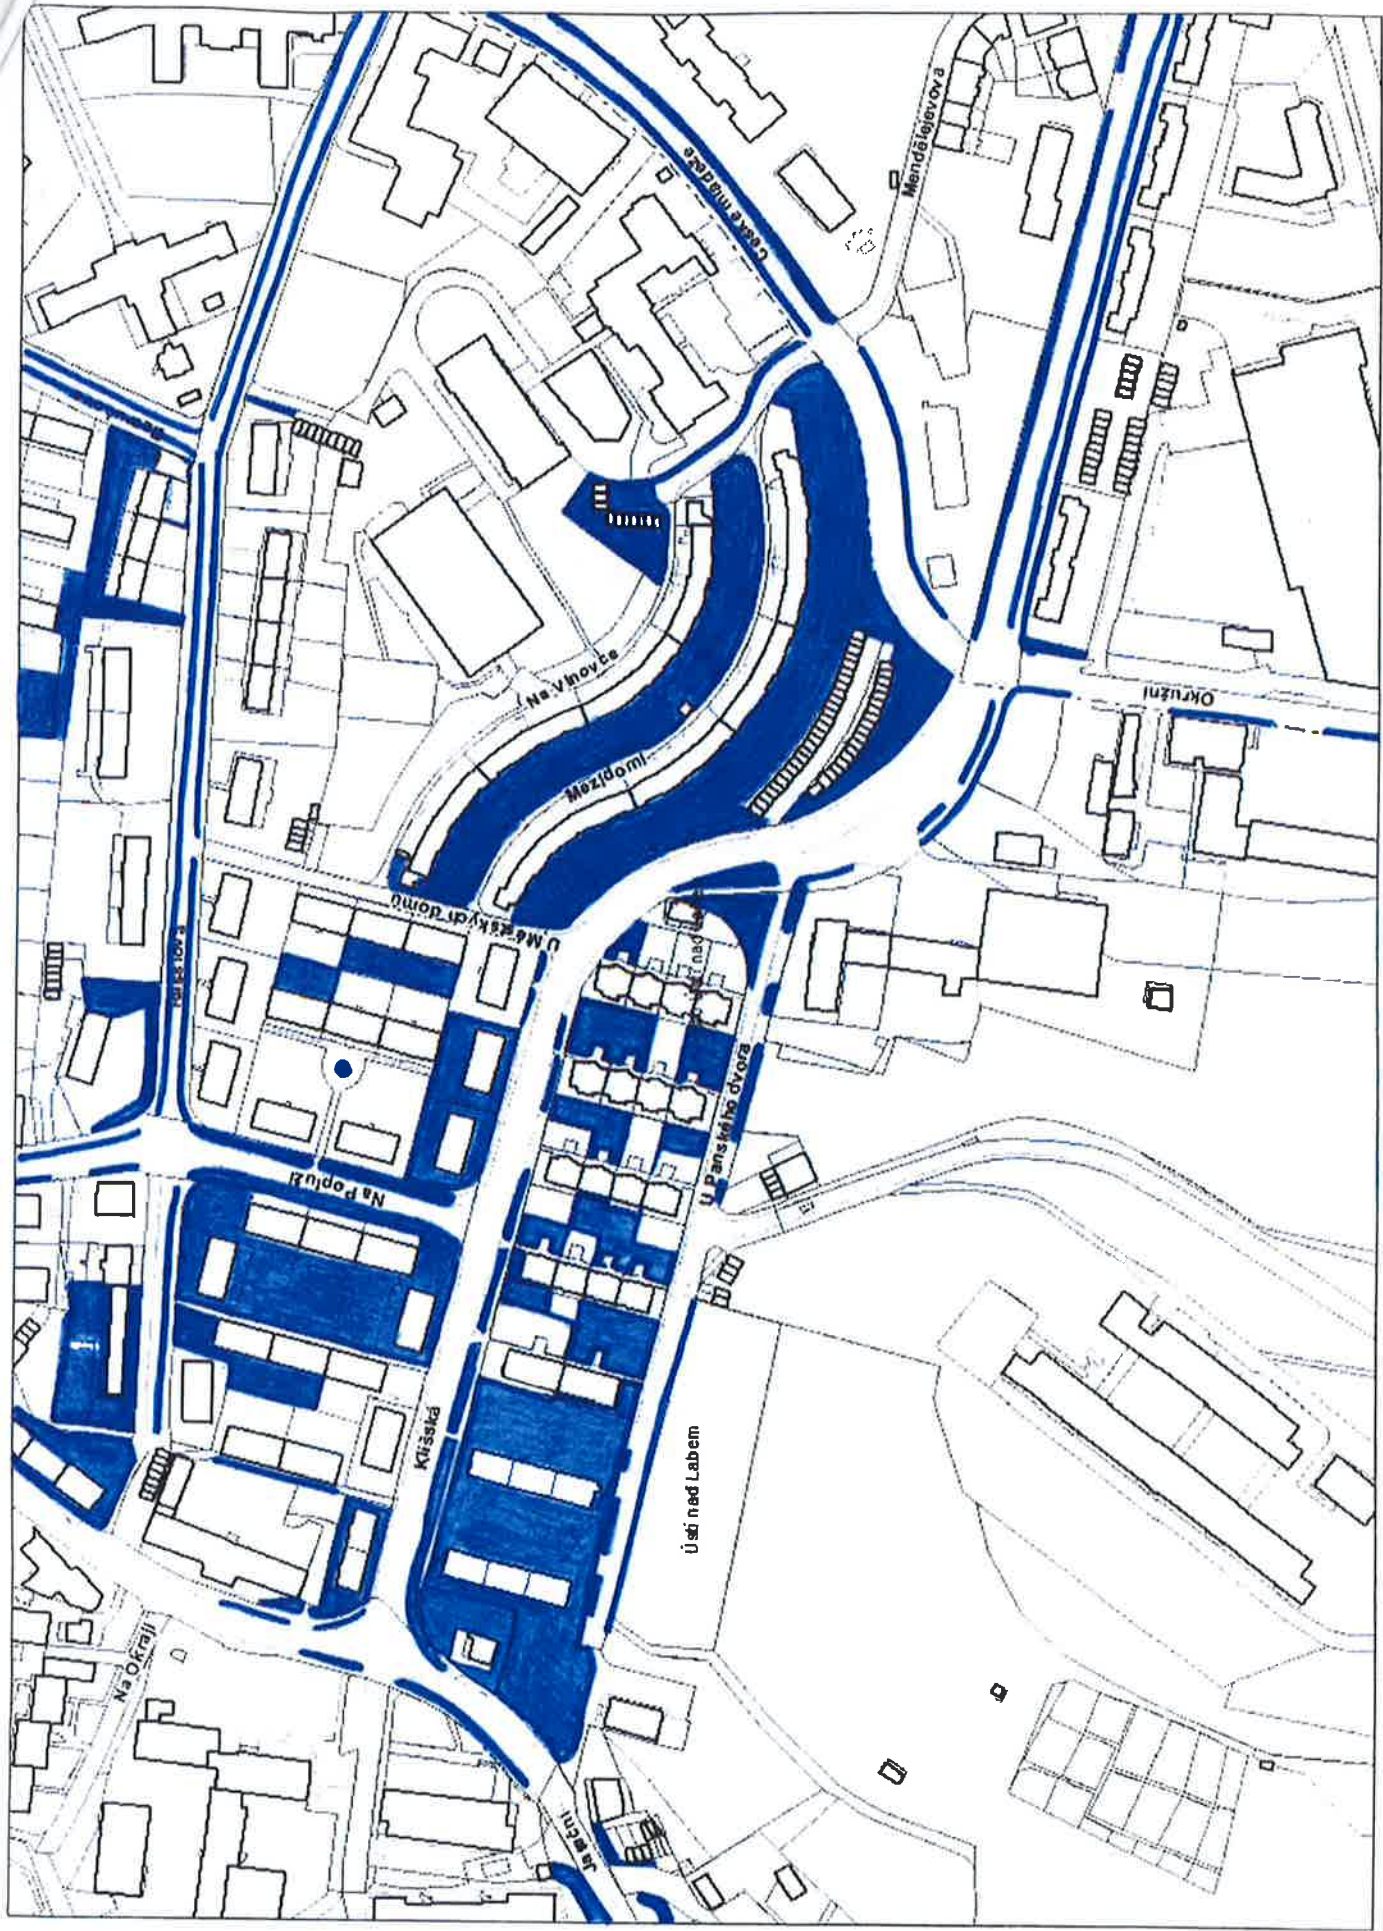 České mládeže
Mendělejevova
Na Vlnovce
Mezidomí
Okružní
U Městských domů
U Panského dvora
Na Popluží
Klíšská
Ústí nad Labem
Na Okraji
Jateční